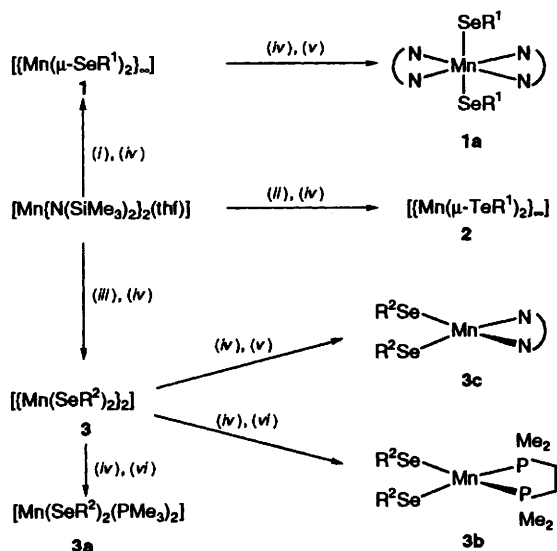 SeR¹
[{Mn(μ-SeR¹)₂}∞]
(iv), (v)
N Mn N
N N
1
SeR¹
1a
(i), (iv)
[Mn{N(SiMe₃)₂}₂(thf)]
(ii), (iv)
[{Mn(μ-TeR¹)₂}∞]
2
(iii), (iv)
R²Se
N
Mn
R²Se
N
(iv), (v)
3c
[{Mn(SeR²)₂}₂]
(iv), (vi)
3
Me₂
R²Se
P
Mn
(iv), (vi)
R²Se
P
Me₂
[Mn(SeR²)₂(PMe₃)₂]
3b
3a